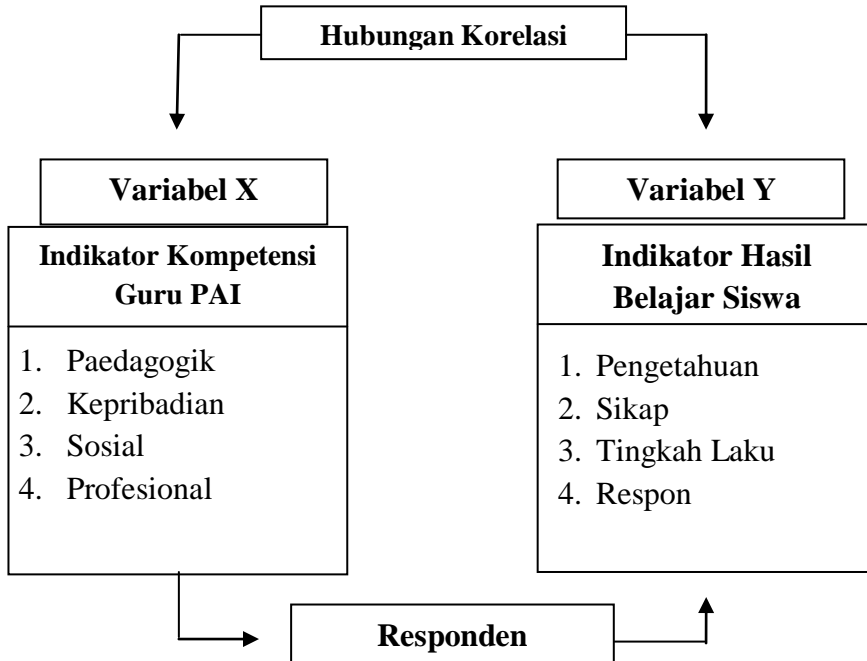 Hubungan Korelasi
Variabel X
Indikator Kompetensi
Guru PAI
1. Paedagogik
2. Kepribadian
3. Sosial
4. Profesional
Variabel Y
Indikator Hasil
Belajar Siswa
1. Pengetahuan
2. Sikap
3. Tingkah Laku
4. Respon
Responden